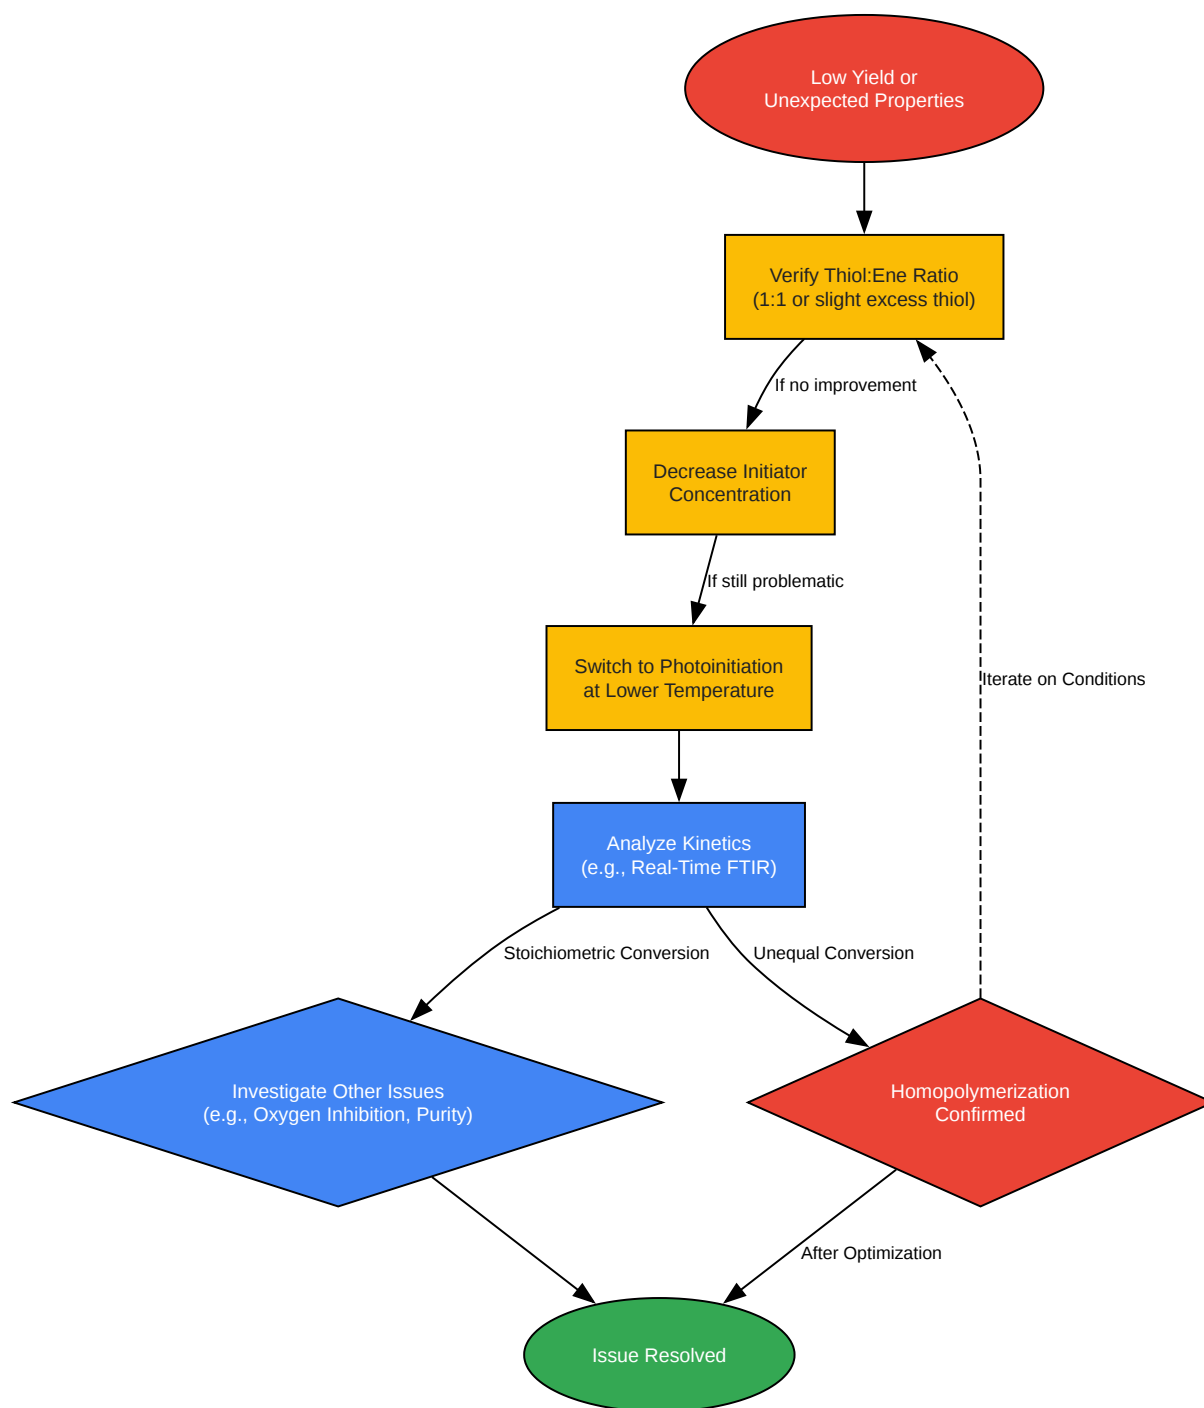 Low Yield or
Unexpected Properties
Verify Thiol:Ene Ratio
(1:1 or slight excess thiol)
If no improvement
Decrease Initiator
Concentration
If still problematic
Switch to Photoinitiation
at Lower Temperature
Iterate on Conditions
Analyze Kinetics
(e.g., Real-Time FTIR)
Stoichiometric Conversion
Unequal Conversion
Investigate Other Issues
(e.g., Oxygen Inhibition, Purity)
Homopolymerization
Confirmed
After Optimization
Issue Resolved